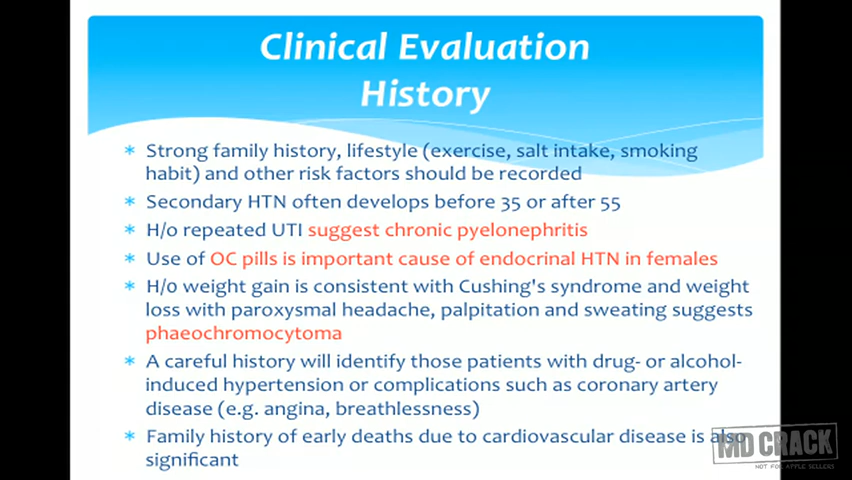 Clinical Evaluation
History
* Strong family history, lifestyle (exercise, salt intake, smoking
habit) and other risk factors should be recorded
* Secondary HTN often develops before 35 or after 55
* H/o repeated UTI suggest chronic pyelonephritis
* Use of OC pills is important cause of endocrinal HTN in females
* H/o weight gain is consistent with Cushing's syndrome and weight
loss with paroxysmal headache, palpitation and sweating suggests
phaeochromocytoma
* A careful history will identify those patients with drug- or alcohol-
induced hypertension or complications such as coronary artery
disease (e.g. angina, breathlessness)
* Family history of early deaths due to cardiovascular disease is also
significant
MD CRACK
NOT FOR APPLE SELLERS